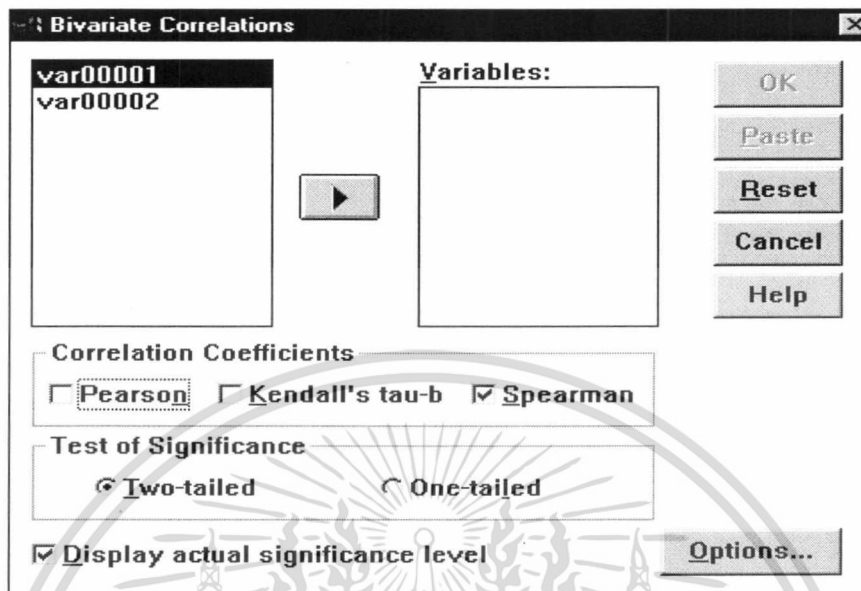 Bivariate Correlations
var00001
var00002
Variables:
OK
Paste
Reset
Cancel
Help
Correlation Coefficients
Pearson
Kendall's tau-b
Spearman
Test of Significance
Two-tailed
One-tailed
Display actual significance level
Options...